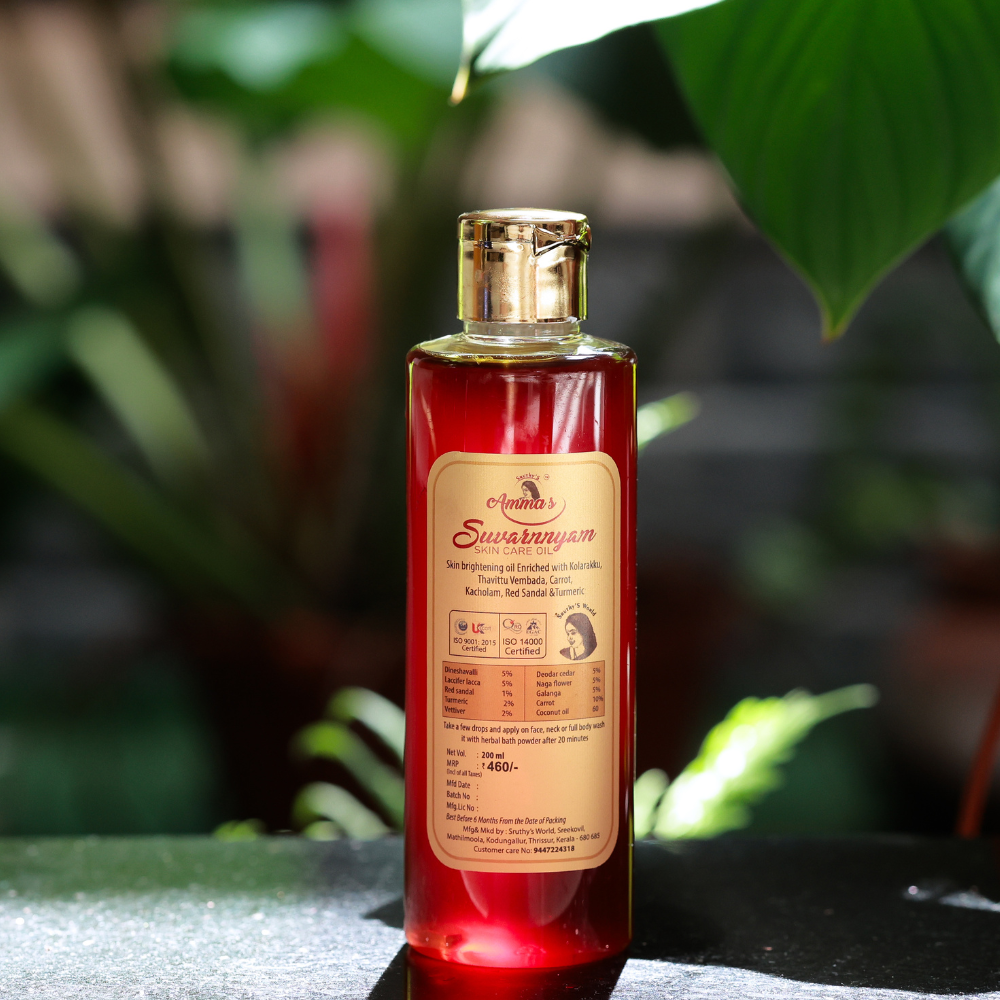 Sruthy's
Amma's
Suvarnnyam
SKIN CARE OIL
Skin brightening oil Enriched with Kolarakku,
Thavittu Vembada, Carrot,
Kacholam, Red Sandal &Turmeric
Sruthy'S World
ISO 9001: 2015
Certified
ISO 14000
Certified
Dineshavalli 5%
Laccifer lacca 5%
Red sandal 1%
Turmeric 2%
Vettiver 2%
Deodar cedar 5%
Naga flower 5%
Galanga 5%
Carrot 10%
Coconut oil 60
Take a few drops and apply on face, neck or full body wash
it with herbal bath powder after 20 minutes
Net Vol. : 200 ml
MRP : ₹ 460/-
(Incl of all Taxes)
Mfd Date :
Batch No :
Mfg.Lic No :
Best Before 6 Months From the Date of Packing
Mfg& Mkd by : Sruthy's World, Sreekovil,
Mathilmoola, Kodungallur, Thrissur, Kerala - 680 685
Customer care No: 9447224318